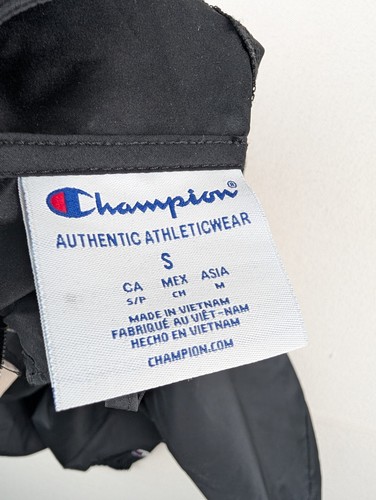 Champion®
AUTHENTIC ATHLETICWEAR
S
CA MEX ASIA
S/P CH M
MADE IN VIETNAM
FABRIQUÉ AU VIÊT-NAM
HECHO EN VIETNAM
CHAMPION.COM